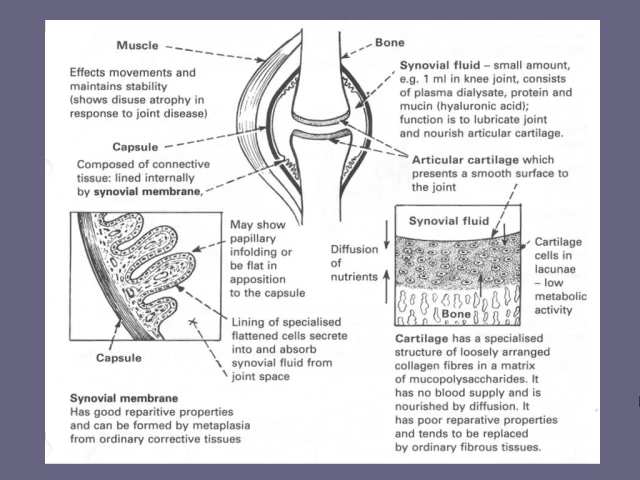 Muscle
Effects movements and
maintains stability
(shows disuse atrophy in
response to joint disease)
Capsule
Composed of connective
tissue: lined internally
by synovial membrane,
Bone
Synovial fluid – small amount,
e.g. 1 ml in knee joint, consists
of plasma dialysate, protein and
mucin (hyaluronic acid);
function is to lubricate joint
and nourish articular cartilage.
Articular cartilage which
presents a smooth surface to
the joint
May show
papillary
infolding or
be flat in
apposition
to the capsule
Lining of specialised
flattened cells secrete
into and absorb
synovial fluid from
joint space
Capsule
Synovial membrane
Has good reparitive properties
and can be formed by metaplasia
from ordinary corrective tissues
Diffusion
of
nutrients
Synovial fluid
Bone
Cartilage
cells in
lacunae
– low
metabolic
activity
Cartilage has a specialised
structure of loosely arranged
collagen fibres in a matrix
of mucopolysaccharides. It
has no blood supply and is
nourished by diffusion. It
has poor reparative properties
and tends to be replaced
by ordinary fibrous tissues.